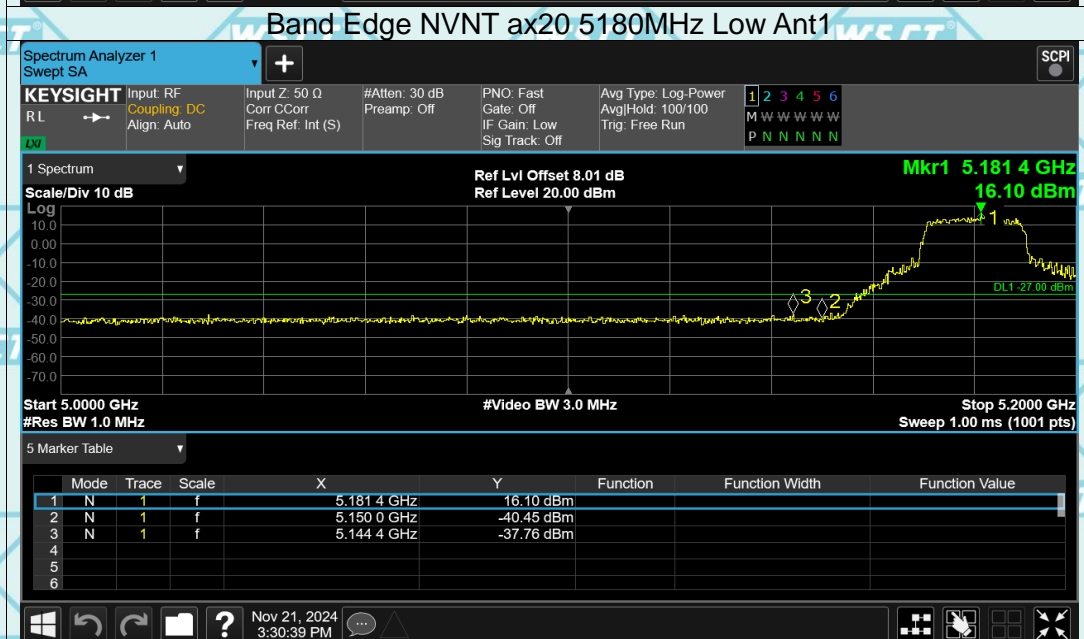 Band Edge NVNT ax20 5180MHz Low Ant1
Spectrum Analyzer 1
Swept SA
+
SCPI
KEYSIGHT Input: RF Input Z: 50 Ω #Atten: 30 dB PNO: Fast Avg Type: Log-Power 1 2 3 4 5 6
RL Coupling: DC Corr CCorr Preamp: Off Gate: Off Avg|Hold: 100/100 M W W W W W
Align: Auto Freq Ref: Int (S) IF Gain: Low Trig: Free Run
LXI Sig Track: Off P N N N N N
1 Spectrum Ref Lvl Offset 8.01 dB Mkr1 5.181 4 GHz
Scale/Div 10 dB Ref Level 20.00 dBm 16.10 dBm
Log
10.0
0.00
-10.0
-20.0
-30.0
-40.0
-50.0
-60.0
-70.0
1
3 2
DL1 -27.00 dBm
Start 5.0000 GHz #Video BW 3.0 MHz Stop 5.2000 GHz
#Res BW 1.0 MHz Sweep 1.00 ms (1001 pts)
5 Marker Table
Mode Trace Scale X Y Function Function Width Function Value
1 N 1 f 5.181 4 GHz 16.10 dBm
2 N 1 f 5.150 0 GHz -40.45 dBm
3 N 1 f 5.144 4 GHz -37.76 dBm
4
5
6
? Nov 21, 2024
3:30:39 PM